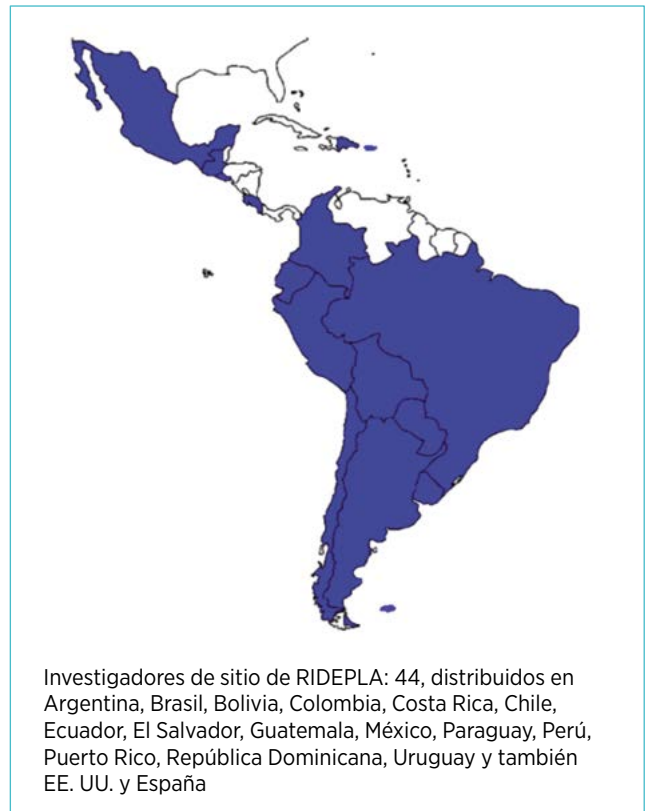 Investigadores de sitio de RIDEPLA: 44, distribuidos en
Argentina, Brasil, Bolivia, Colombia, Costa Rica, Chile,
Ecuador, El Salvador, Guatemala, México, Paraguay, Perú,
Puerto Rico, República Dominicana, Uruguay y también
EE. UU. y España